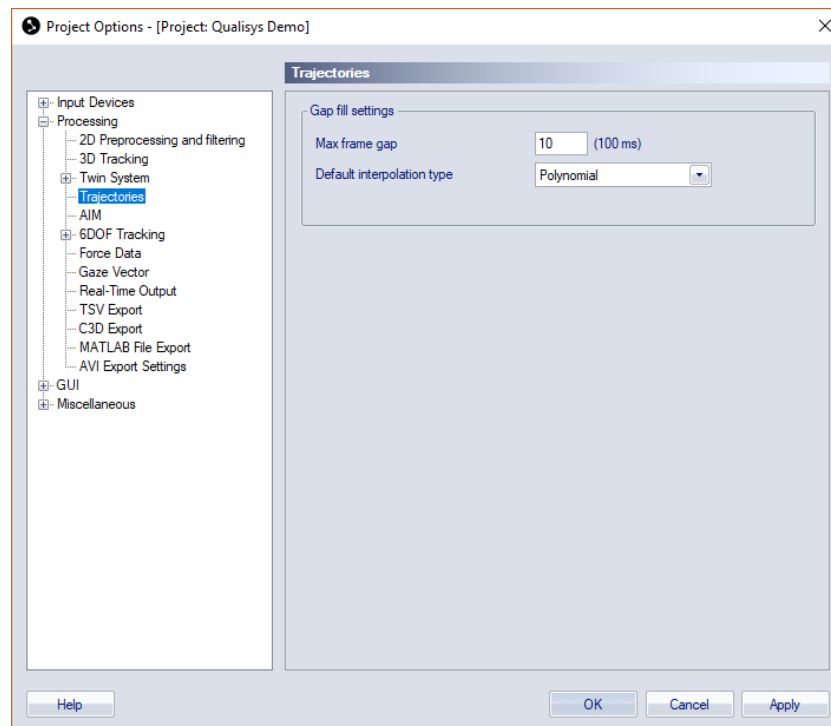 Project Options - [Project: Qualisys Demo]
Trajectories
Input Devices
Processing
2D Preprocessing and filtering
3D Tracking
Twin System
Trajectories
AIM
6DOF Tracking
Force Data
Gaze Vector
Real-Time Output
TSV Export
C3D Export
MATLAB File Export
AVI Export Settings
GUI
Miscellaneous
Gap fill settings
Max frame gap 10 (100 ms)
Default interpolation type Polynomial
Help OK Cancel Apply